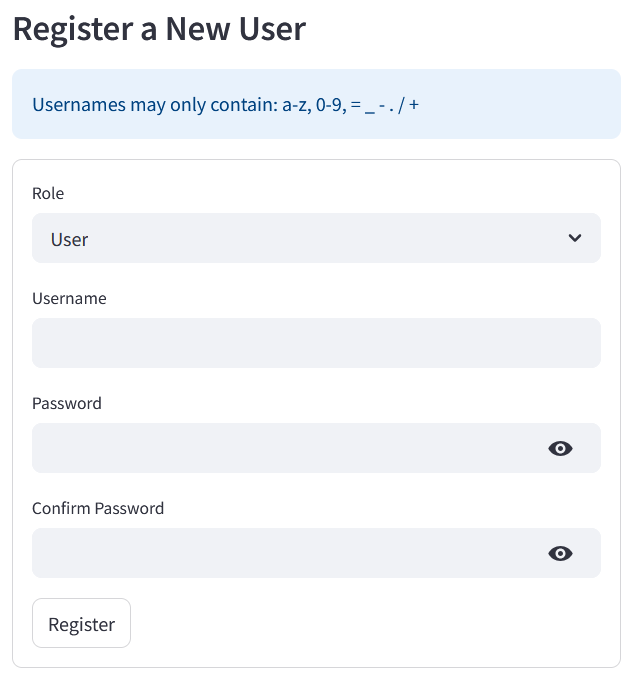 Register a New User
Usernames may only contain: a-z, 0-9, = _ - . / +
Role
User
Username
Password
Confirm Password
Register